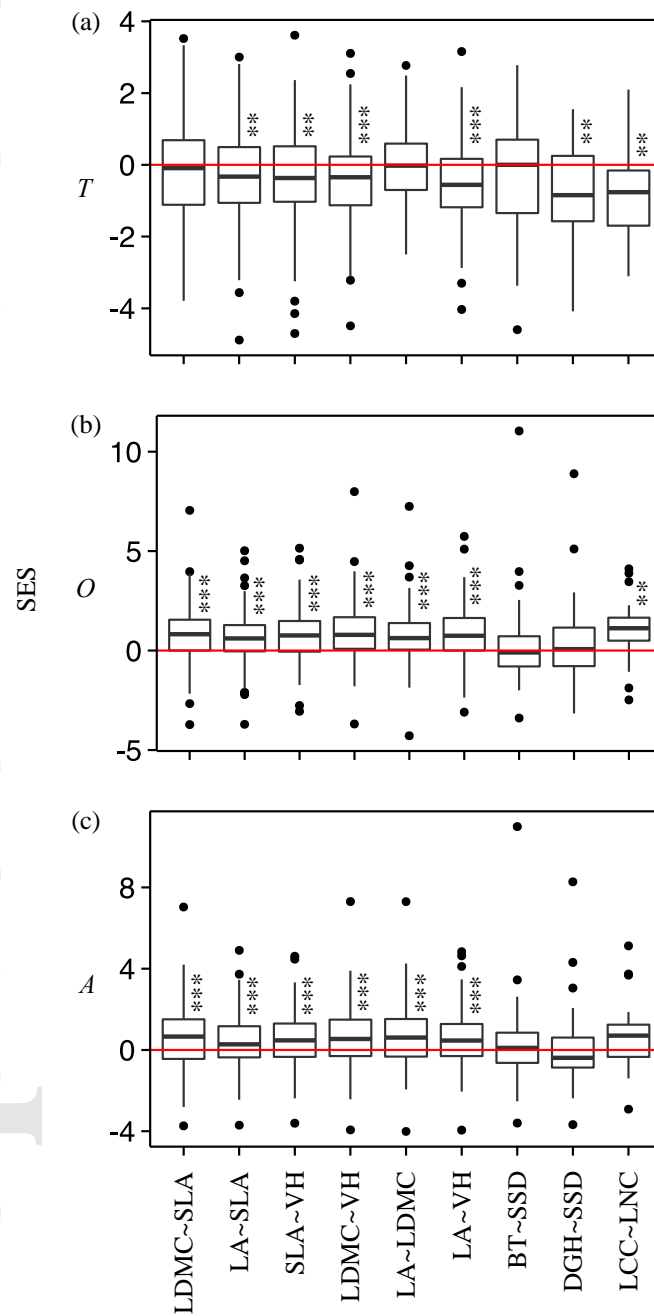 (a)
4
2
0
-2
-4
T
** ** *** *** ** **
(b)
10
5
0
-5
SES
O
*** *** *** *** *** *** **
(c)
8
4
0
-4
A
*** *** *** *** *** ***
LDMC~SLA
LA~SLA
SLA~VH
LDMC~VH
LA~LDMC
LA~VH
BT~SSD
DGH~SSD
LCC~LNC